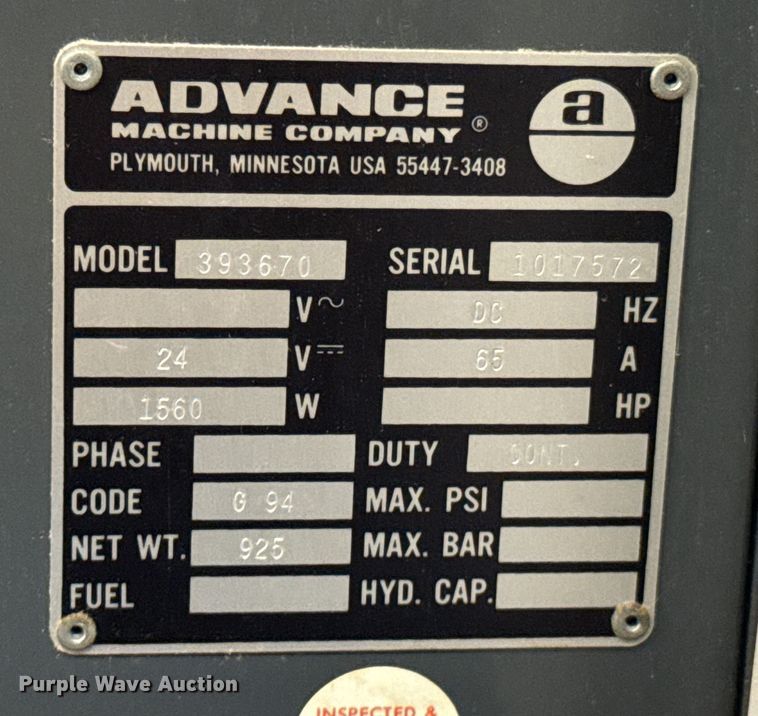 ADVANCE
MACHINE COMPANY ®
PLYMOUTH, MINNESOTA USA 55447-3408
a
MODEL 393670 SERIAL 1017572
V~ DC HZ
24 V⎓ 65 A
1560 W HP
PHASE DUTY CONT.
CODE G 94 MAX. PSI
NET WT. 925 MAX. BAR
FUEL HYD. CAP.
INSPECTED &
Purple Wave Auction